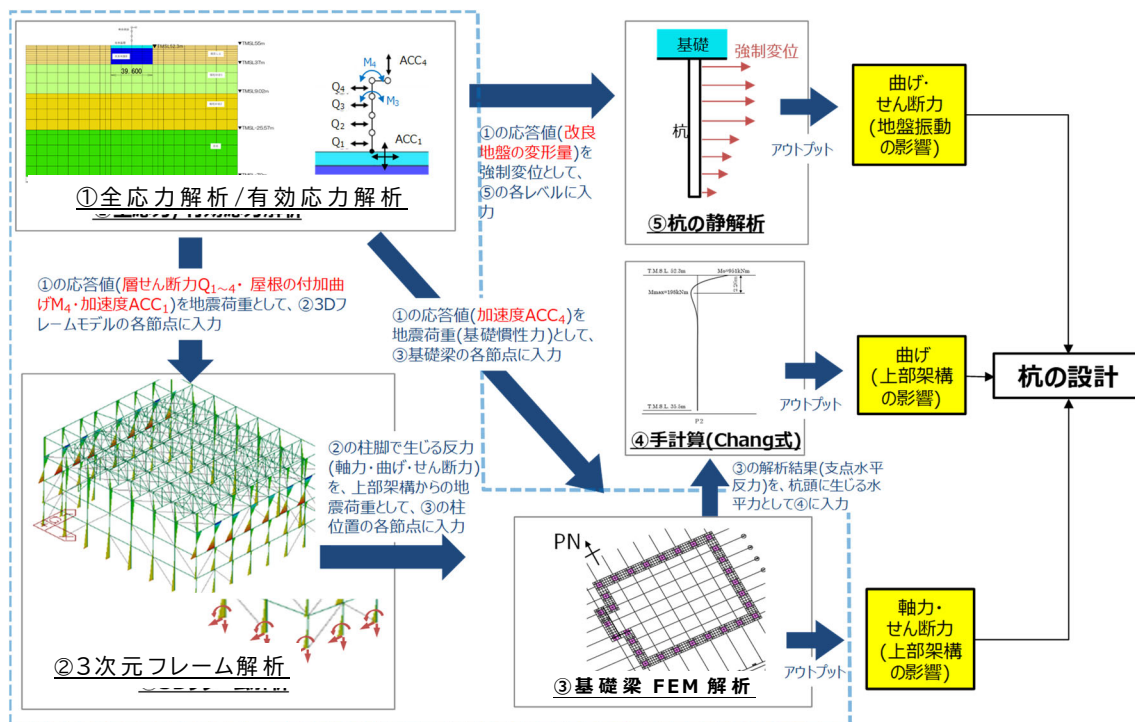 ▼TMSL52.3m
▼TMSL55m
▼TMSL37m
39.600
▼TMSL9.00m
▼TMSL-25.57m
M4
ACC4
Q4
Q3
M3
Q2
Q1
ACC1
①全応力解析/有効応力解析
①の応答値(改良
地盤の変形量)を
強制変位として、
⑤の各レベルに入
力
基礎
強制変位
杭
⑤杭の静解析
アウトプット
曲げ・
せん断力
(地盤振動
の影響)
①の応答値(層せん断力Q1~4・ 屋根の付加曲
げM4・加速度ACC1)を地震荷重として、②3Dフ
レームモデルの各節点に入力
①の応答値(加速度ACC4)を
地震荷重(基礎慣性力)として、
③基礎梁の各節点に入力
P2
④手計算(Chang式)
アウトプット
曲げ
(上部架構
の影響)
杭の設計
②の柱脚で生じる反力
(軸力・曲げ・せん断力)
を、上部架構からの地
震荷重として、③の柱
位置の各節点に入力
②3次元フレーム解析
③の解析結果(支点水平
反力)を、杭頭に生じる水
平力として④に入力
PN
③基礎梁 FEM 解析
アウトプット
軸力・
せん断力
(上部架構
の影響)